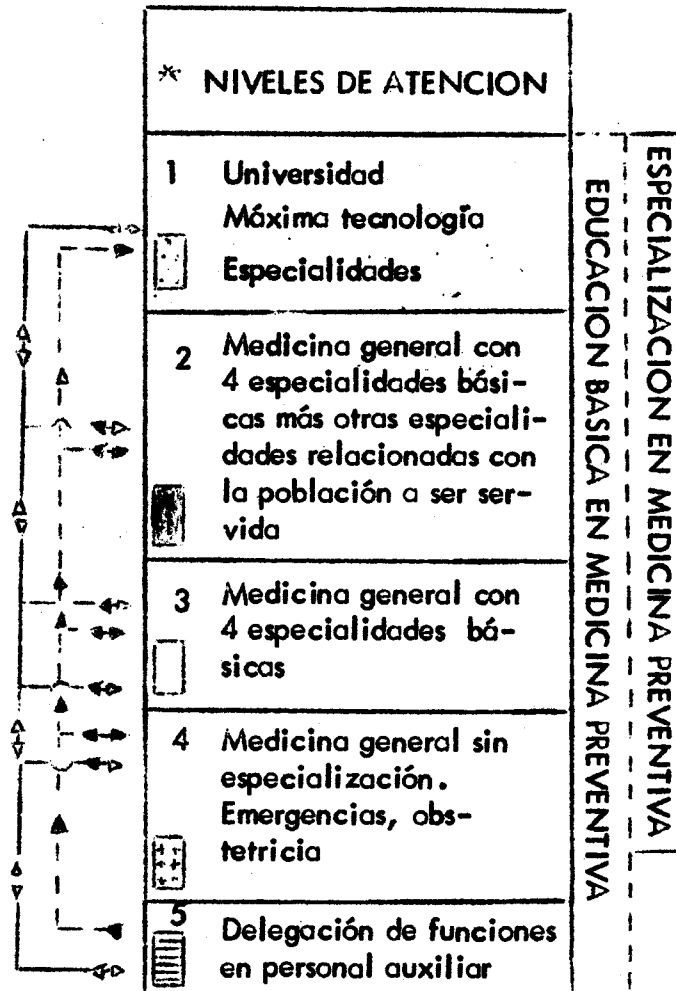 * NIVELES DE ATENCION
1 Universidad
Máxima tecnología
Especialidades
2 Medicina general con
4 especialidades bási-
cas más otras especiali-
dades relacionadas con
la población a ser ser-
vida
3 Medicina general con
4 especialidades bá-
sicas
4 Medicina general sin
especialización.
Emergencias, obs-
tetricia
5 Delegación de funciones
en personal auxiliar
EDUCACION BASICA EN MEDICINA PREVENTIVA
ESPECIALIZACION EN MEDICINA PREVENTIVA